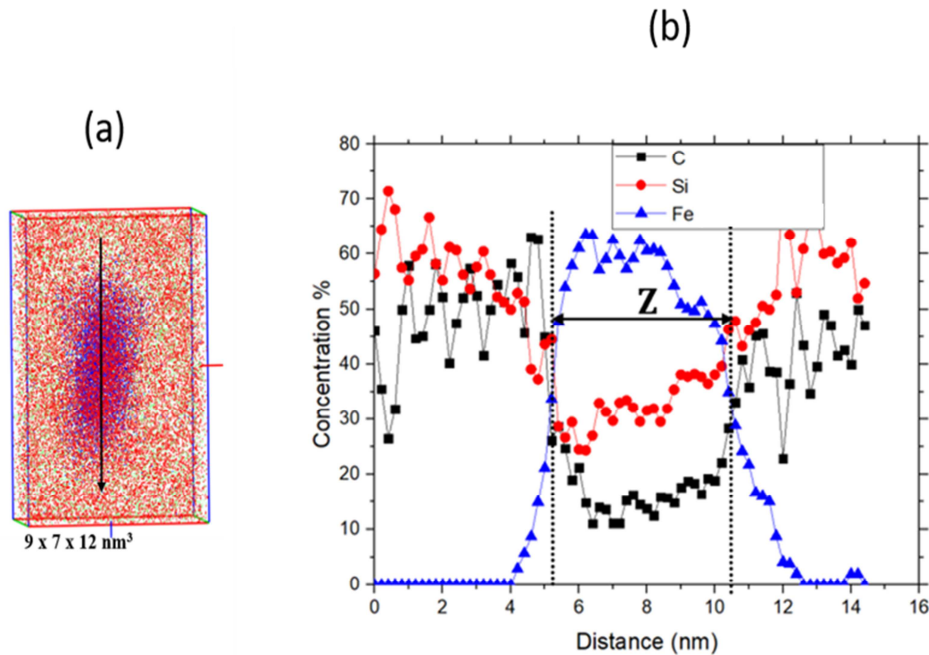 (a)
9 x 7 x 12 nm³
(b)
Concentration %
80
70
60
50
40
30
20
10
0
C
Si
Fe
Z
0 2 4 6 8 10 12 14 16
Distance (nm)